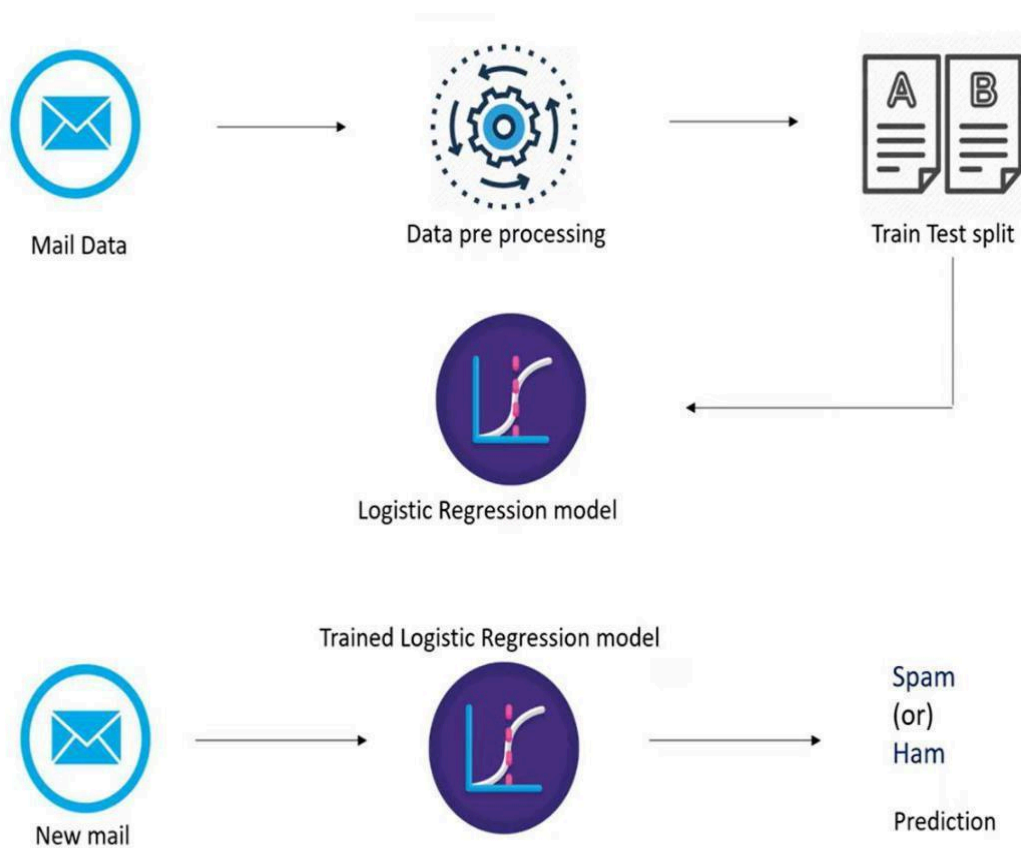 A B
Mail Data
Data pre processing
Train Test split
Logistic Regression model
Trained Logistic Regression model
New mail
Spam
(or)
Ham
Prediction